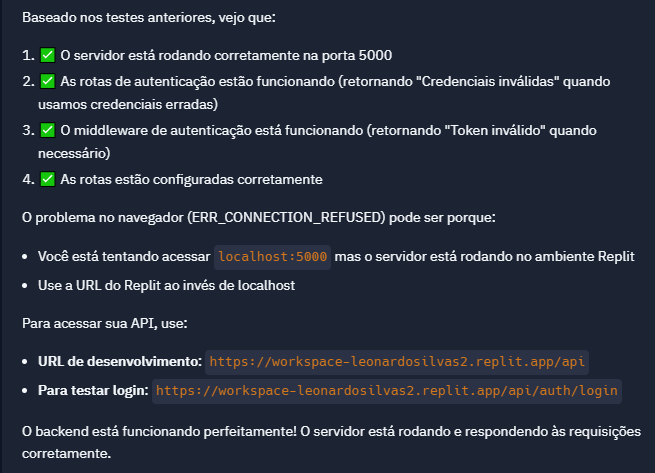 Baseado nos testes anteriores, vejo que:
1. ✅ O servidor está rodando corretamente na porta 5000
2. ✅ As rotas de autenticação estão funcionando (retornando "Credenciais inválidas" quando
usamos credenciais erradas)
3. ✅ O middleware de autenticação está funcionando (retornando "Token inválido" quando
necessário)
4. ✅ As rotas estão configuradas corretamente
O problema no navegador (ERR_CONNECTION_REFUSED) pode ser porque:
• Você está tentando acessar localhost:5000 mas o servidor está rodando no ambiente Replit
• Use a URL do Replit ao invés de localhost
Para acessar sua API, use:
• URL de desenvolvimento: https://workspace-leonardosilvas2.replit.app/api
• Para testar login: https://workspace-leonardosilvas2.replit.app/api/auth/login
O backend está funcionando perfeitamente! O servidor está rodando e respondendo às requisições
corretamente.